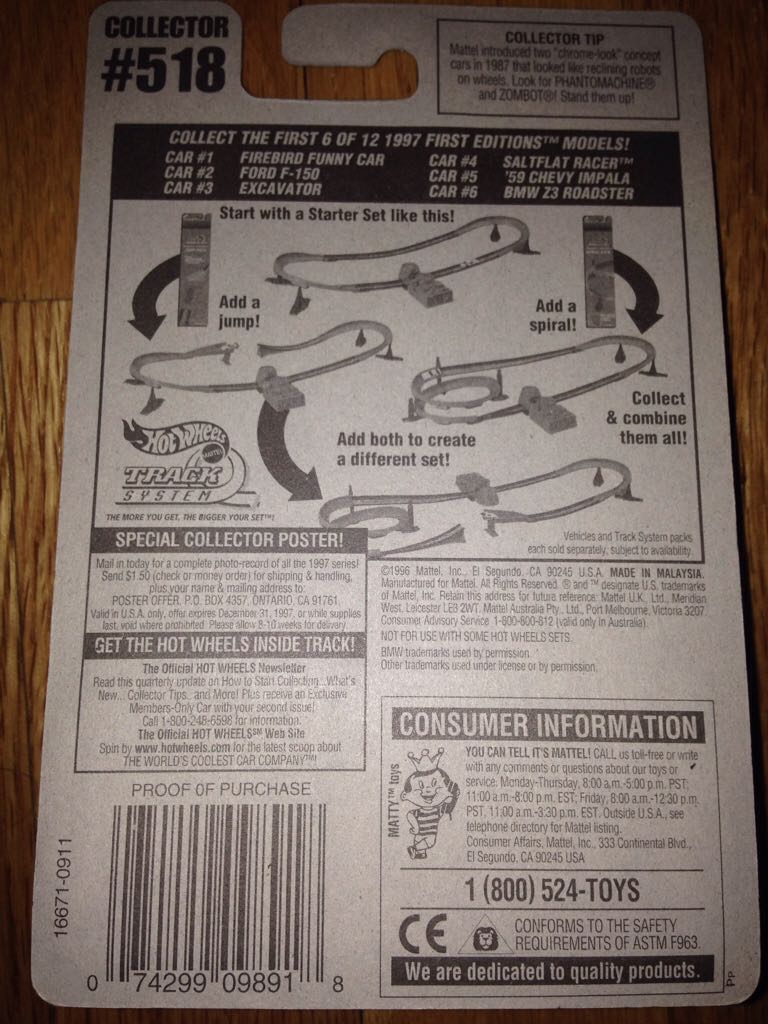 COLLECTOR
#518
COLLECTOR TIP
Mattel introduced two "chrome-look" concept
cars in 1987 that looked like reclining robots
on wheels. Look for PHANTOMACHINE®
and ZOMBOT®! Stand them up!
COLLECT THE FIRST 6 OF 12 1997 FIRST EDITIONS™ MODELS!
CAR #1 FIREBIRD FUNNY CAR CAR #4 SALTFLAT RACER™
CAR #2 FORD F-150 CAR #5 '59 CHEVY IMPALA
CAR #3 EXCAVATOR CAR #6 BMW Z3 ROADSTER
Start with a Starter Set like this!
Add a
jump!
Add a
spiral!
Collect
& combine
them all!
Add both to create
a different set!
Hot Wheels
MATTEL
TRACK
SYSTEM
THE MORE YOU GET, THE BIGGER YOUR SET™!
Vehicles and Track System packs
each sold separately, subject to availability.
SPECIAL COLLECTOR POSTER!
Mail in today for a complete photo-record of all the 1997 series!
Send $1.50 (check or money order) for shipping & handling,
plus your name & mailing address to:
POSTER OFFER, P.O. BOX 4357, ONTARIO, CA 91761.
Valid in U.S.A. only, offer expires December 31, 1997, or while supplies
last, void where prohibited. Please allow 8-10 weeks for delivery.
GET THE HOT WHEELS INSIDE TRACK!
The Official HOT WHEELS Newsletter
Read this quarterly update on How to Start Collecting...What's
New... Collector Tips, and More! Plus receive an Exclusive
Members-Only Car with your second issue!
Call 1-800-248-6598 for information.
The Official HOT WHEELS℠ Web Site
Spin by www.hotwheels.com for the latest scoop about
THE WORLD'S COOLEST CAR COMPANY™!
©1996 Mattel, Inc., El Segundo, CA 90245 U.S.A. MADE IN MALAYSIA.
Manufactured for Mattel. All Rights Reserved. ® and ™ designate U.S. trademarks
of Mattel, Inc. Retain this address for future reference: Mattel U.K., Ltd., Meridian
West, Leicester LE3 2WT. Mattel Australia Pty., Ltd., Port Melbourne, Victoria 3207.
Consumer Advisory Service 1-800-800-812 (valid only in Australia).
NOT FOR USE WITH SOME HOT WHEELS SETS.
BMW trademarks used by permission.
Other trademarks used under license or by permission.
CONSUMER INFORMATION
MATTY™ toys
YOU CAN TELL IT'S MATTEL! CALL us toll-free or write
with any comments or questions about our toys or
service. Monday-Thursday, 8:00 a.m.-5:00 p.m. PST;
11:00 a.m.-8:00 p.m. EST; Friday, 8:00 a.m.-12:30 p.m.
PST, 11:00 a.m.-3:30 p.m. EST. Outside U.S.A., see
telephone directory for Mattel listing.
Consumer Affairs, Mattel, Inc., 333 Continental Blvd.,
El Segundo, CA 90245 USA
1 (800) 524-TOYS
CE
CONFORMS TO THE SAFETY
REQUIREMENTS OF ASTM F963.
We are dedicated to quality products.
PP
PROOF OF PURCHASE
16671-0911
0 74299 09891 8